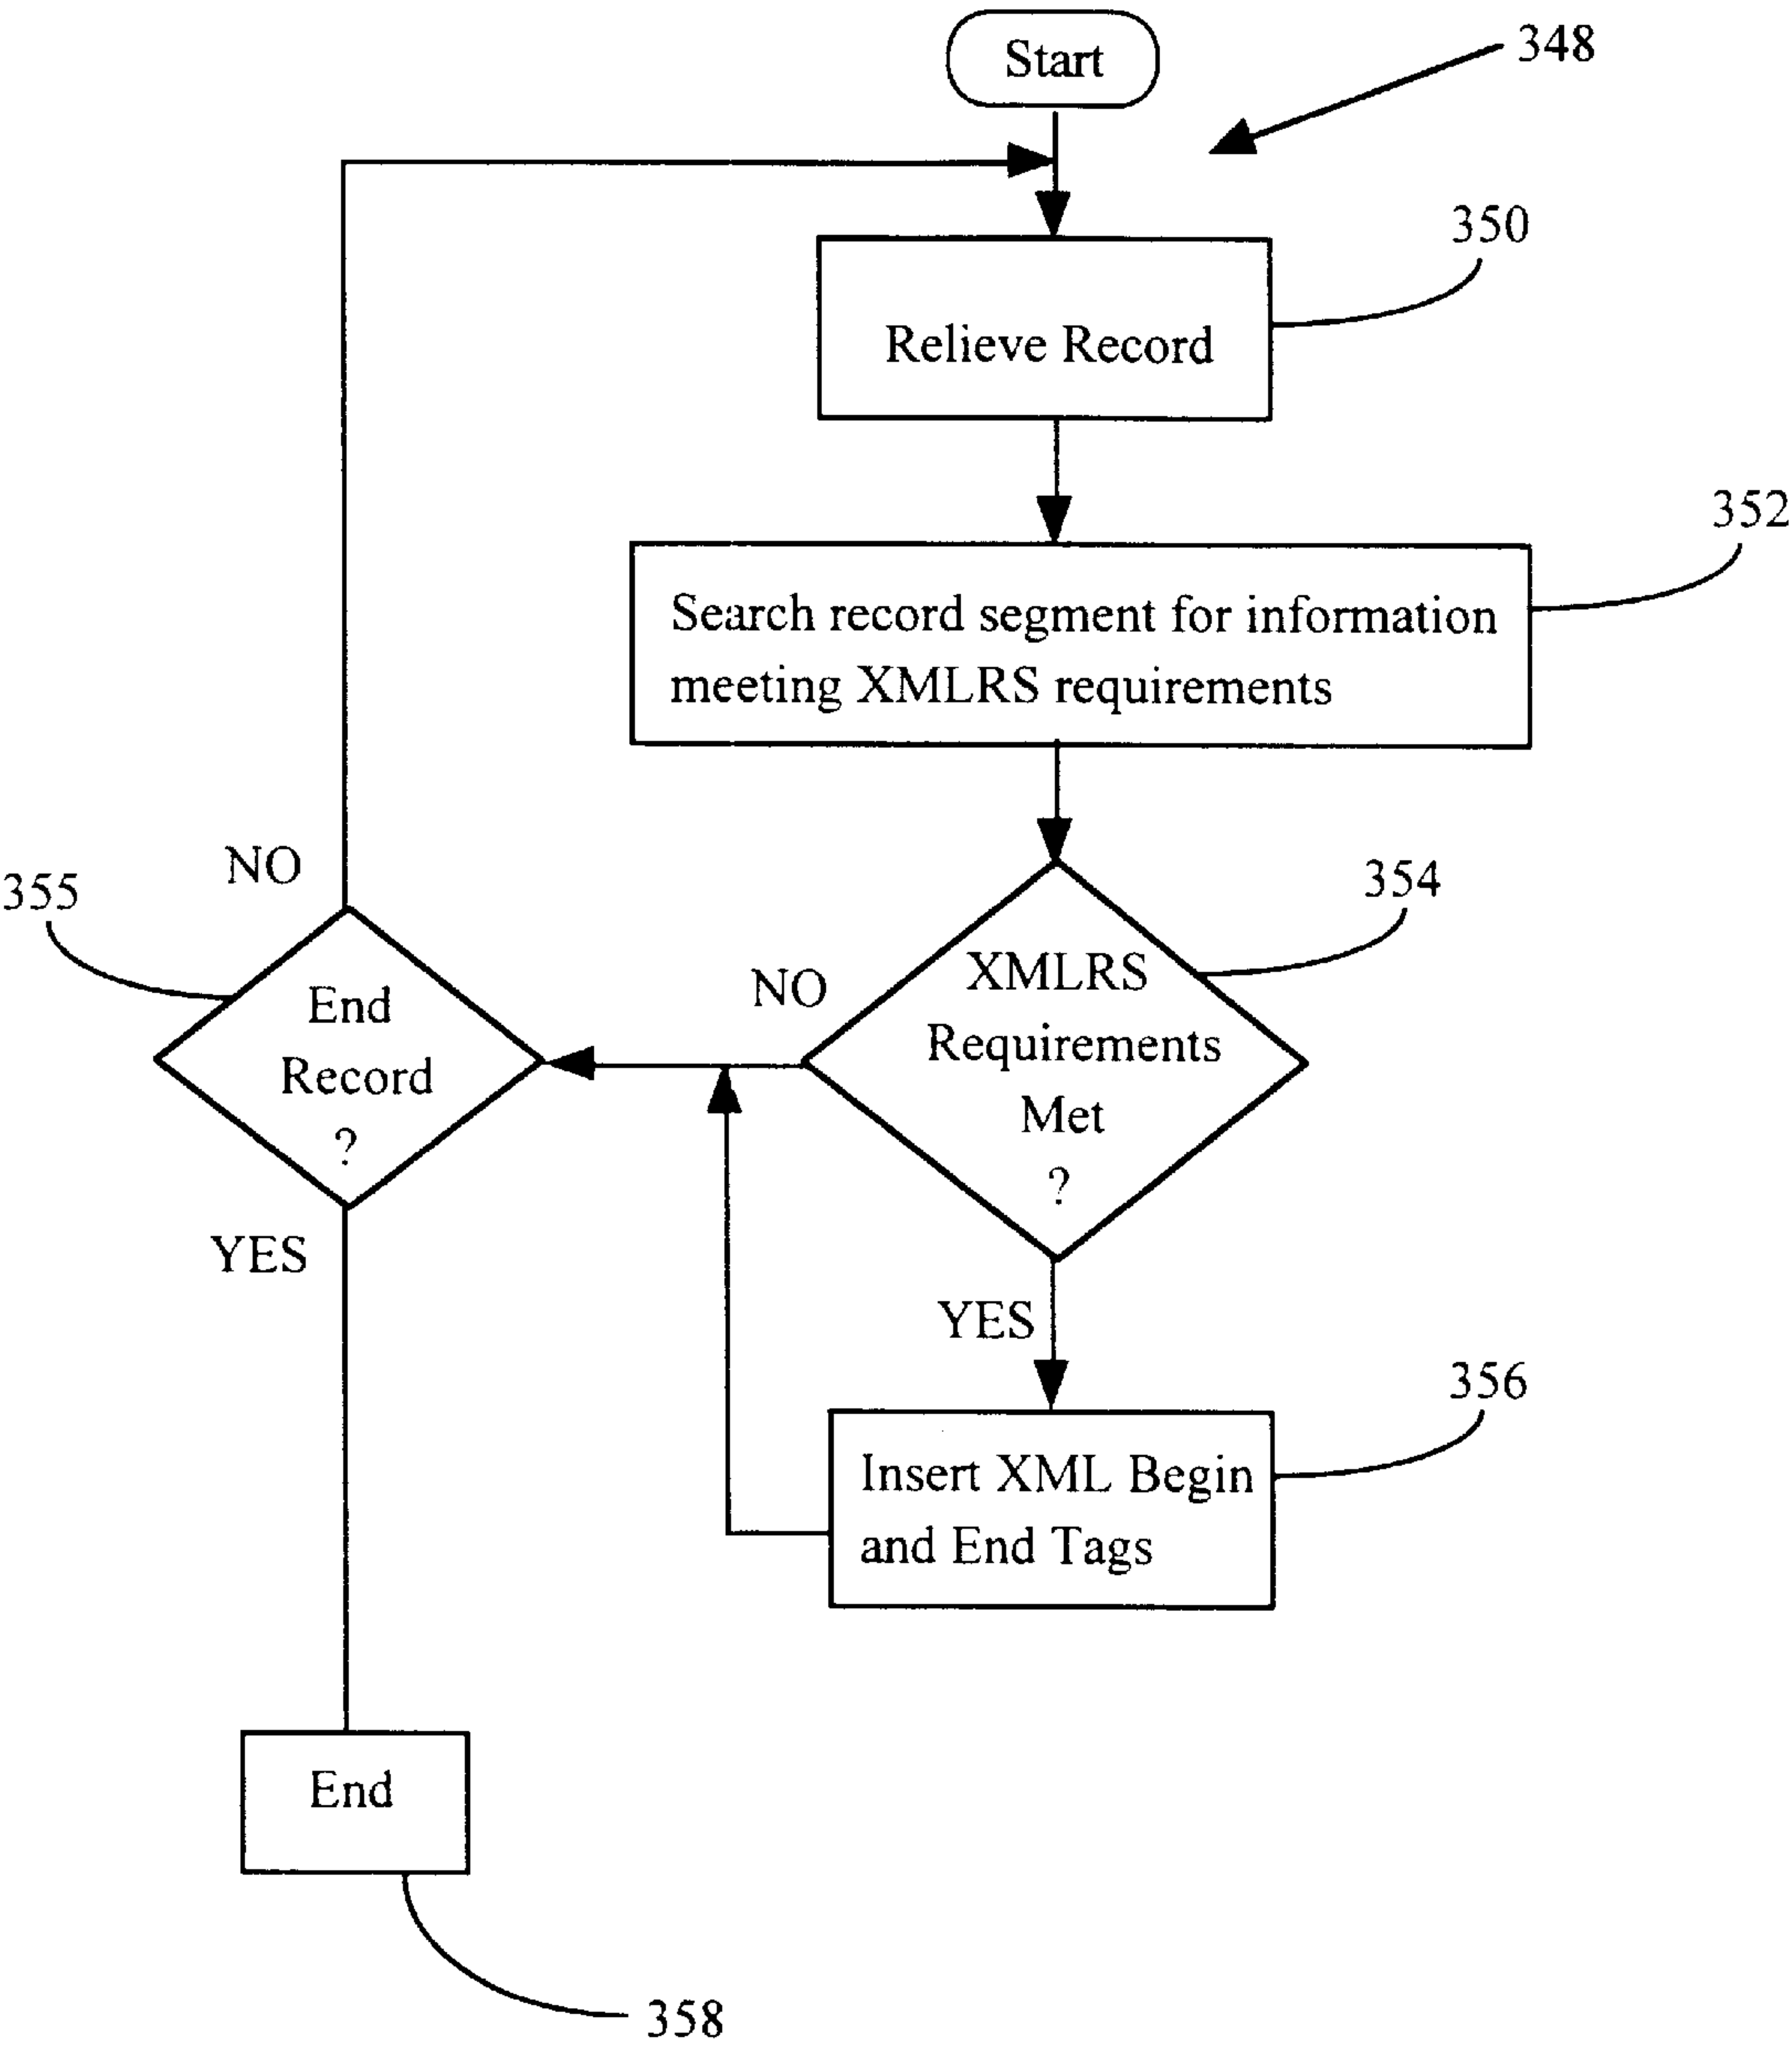 Start
348
350
Relieve Record
352
Search record segment for information
meeting XMLRS requirements
NO
355
354
End
Record
?
NO
XMLRS
Requirements
Met
?
YES
YES
356
Insert XML Begin
and End Tags
End
358